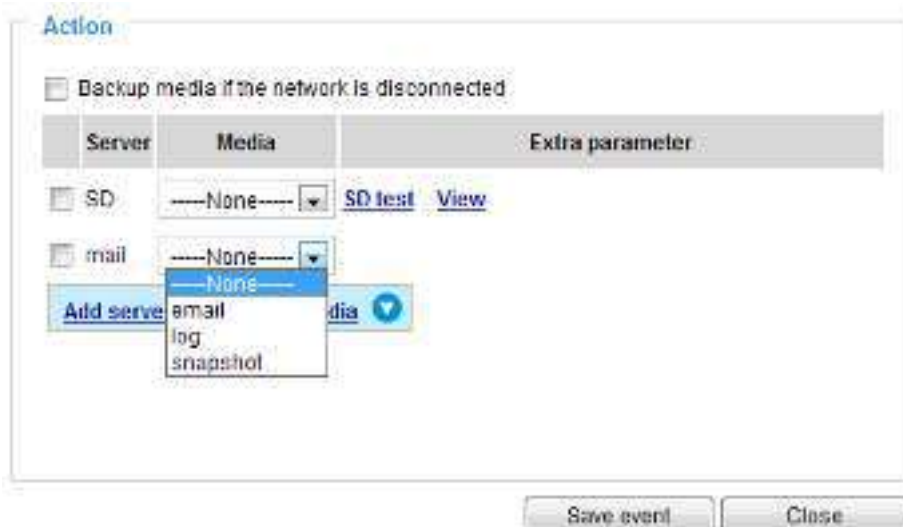 Action
Backup media if the network is disconnected
Server Media Extra parameter
SD -----None----- SD test View
mail -----None-----
-----None-----
Add serve email dia
log
snapshot
Save event Close